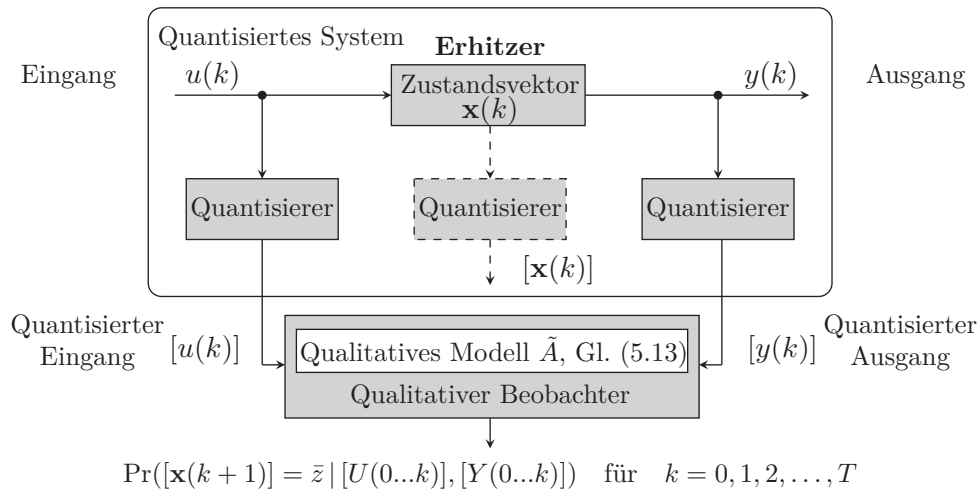 Quantisiertes System
Erhitzer
Eingang
u(k)
Zustandsvektor
x(k)
y(k)
Ausgang
Quantisierer
Quantisierer
Quantisierer
[x(k)]
Quantisierter
Eingang
[u(k)]
Qualitatives Modell Ã, Gl. (5.13)
Qualitativer Beobachter
[y(k)]
Quantisierter
Ausgang
Pr([x(k + 1)] = z̄ | [U(0...k)], [Y(0...k)]) für k = 0, 1, 2, . . . , T